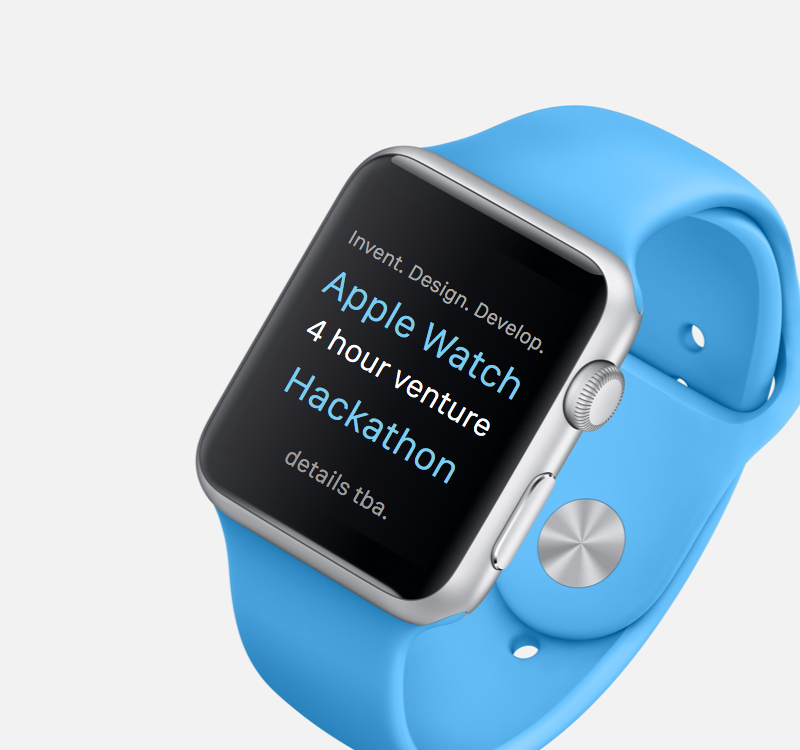 Invent. Design. Develop.
Apple Watch
4 hour venture
Hackathon
details tba.